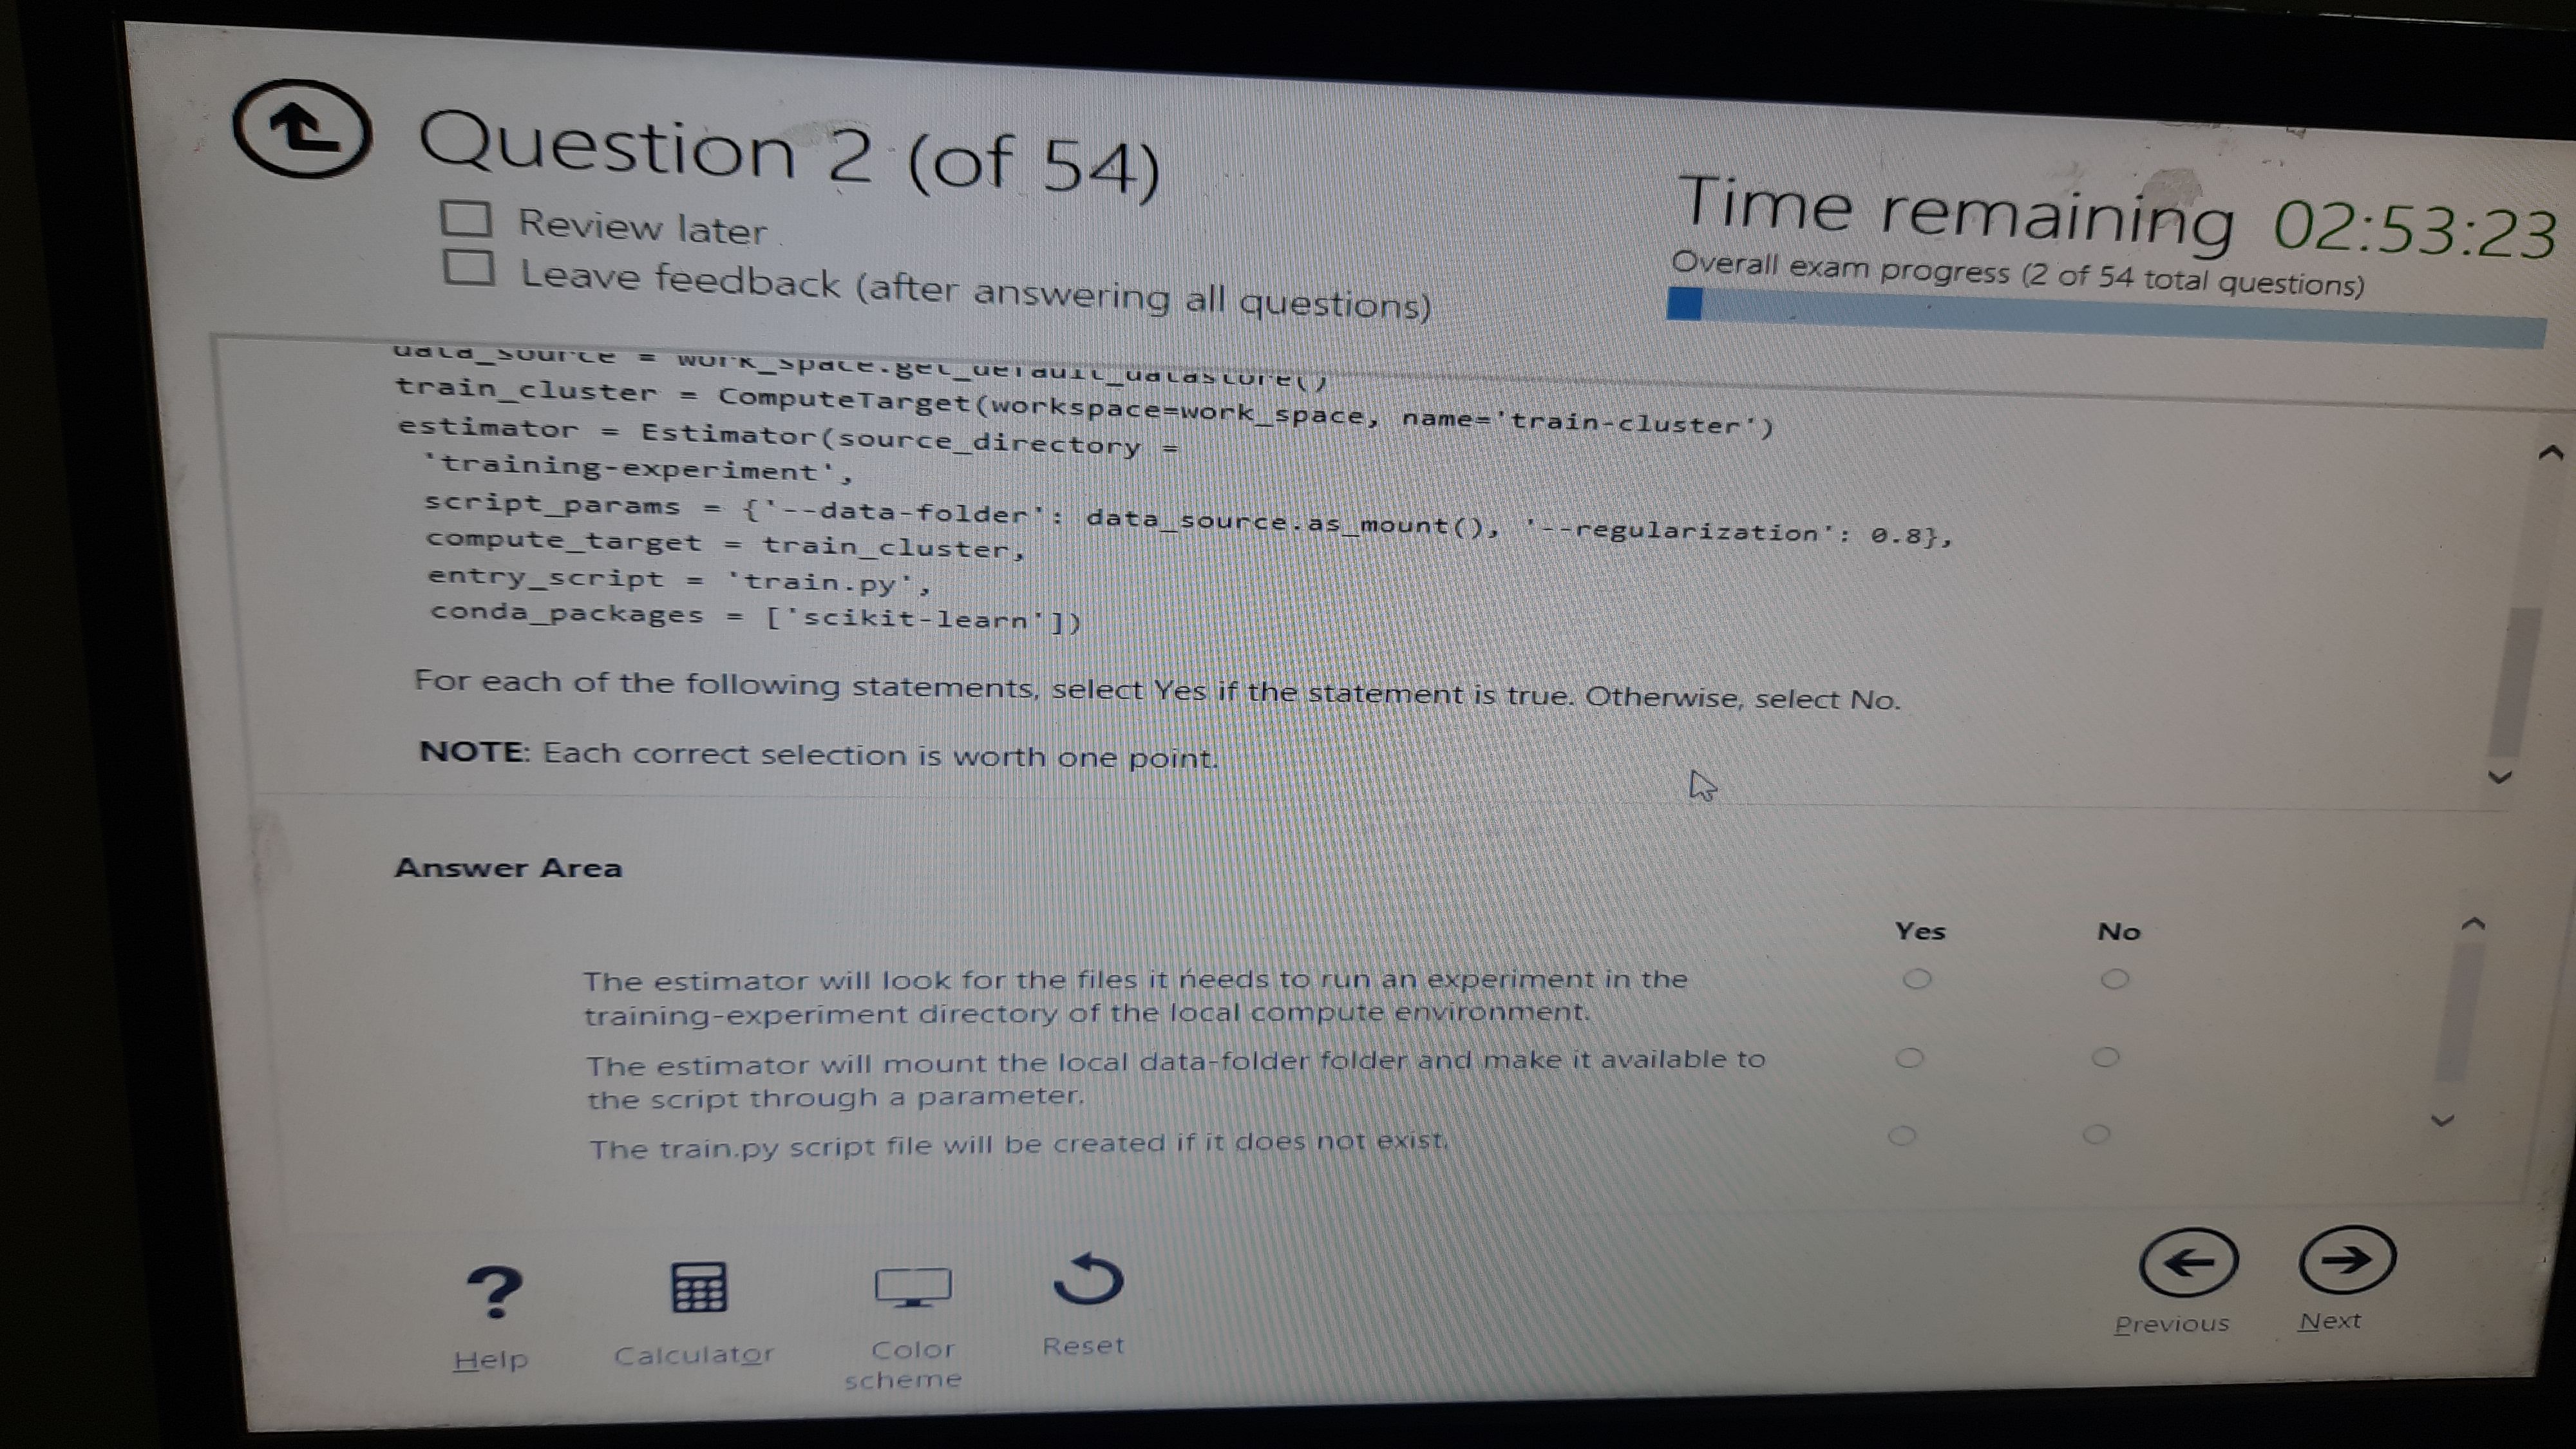 Question 2 (of 54)
Time remaining 02:53:23
Review later
Overall exam progress (2 of 54 total questions)
Leave feedback (after answering all questions)
data_source = work_space.get_default_datastore()
train_cluster = ComputeTarget(workspace=work_space, name='train-cluster')
estimator = Estimator(source_directory =
'training-experiment',
script_params = {'--data-folder': data_source.as_mount(), '--regularization': 0.8},
compute_target = train_cluster,
entry_script = 'train.py',
conda_packages = ['scikit-learn'])
For each of the following statements, select Yes if the statement is true. Otherwise, select No.
NOTE: Each correct selection is worth one point.
Answer Area
Yes No
The estimator will look for the files it needs to run an experiment in the
training-experiment directory of the local compute environment.
The estimator will mount the local data-folder folder and make it available to
the script through a parameter.
The train.py script file will be created if it does not exist.
? 
Help
Calculator
Color
scheme
Reset
Previous
Next